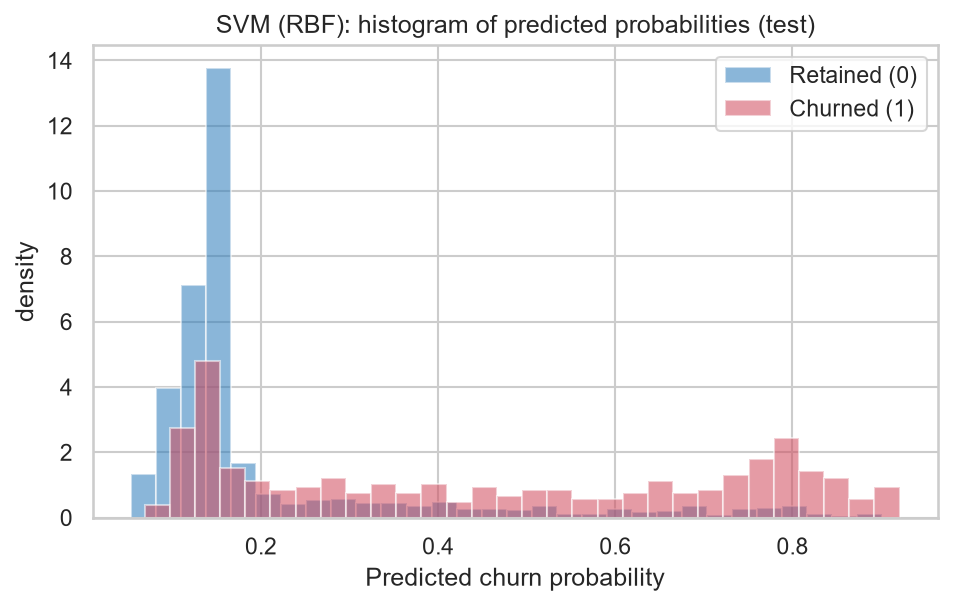 SVM (RBF): histogram of predicted probabilities (test)
Retained (0)
Churned (1)
density
14
12
10
8
6
4
2
0
0.2 0.4 0.6 0.8
Predicted churn probability